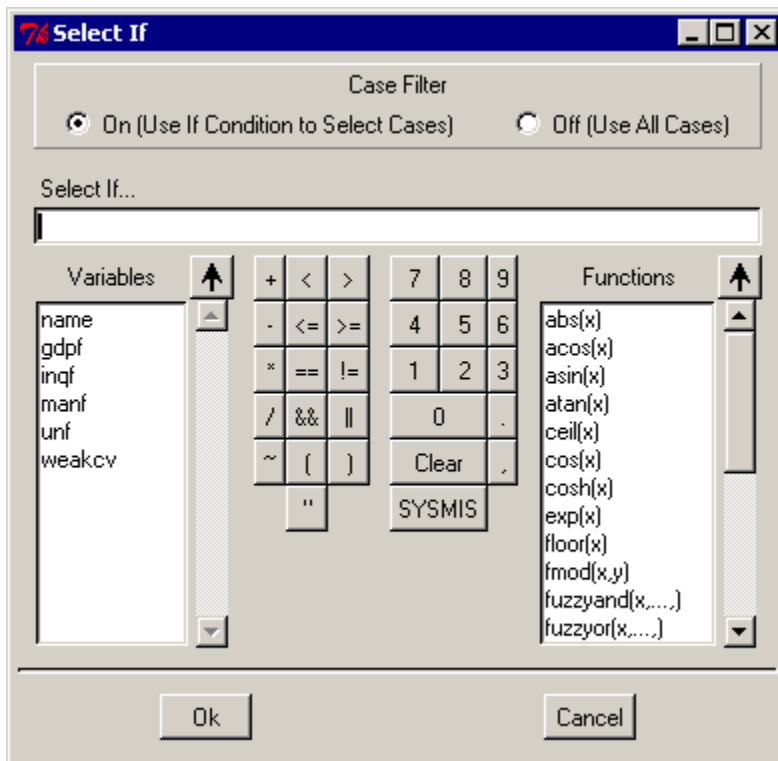 Select If
Case Filter
On (Use If Condition to Select Cases) Off (Use All Cases)
Select If...
Variables
name
gdpf
inqf
manf
unf
weakcv
+ < >
- <= >=
* == !=
/ && ||
~ ( )
"
7 8 9
4 5 6
1 2 3
0 .
Clear ,
SYSMIS
Functions
abs(x)
acos(x)
asin(x)
atan(x)
ceil(x)
cos(x)
cosh(x)
exp(x)
floor(x)
fmod(x,y)
fuzzyand(x,...,)
fuzzyor(x,...,)
Ok Cancel